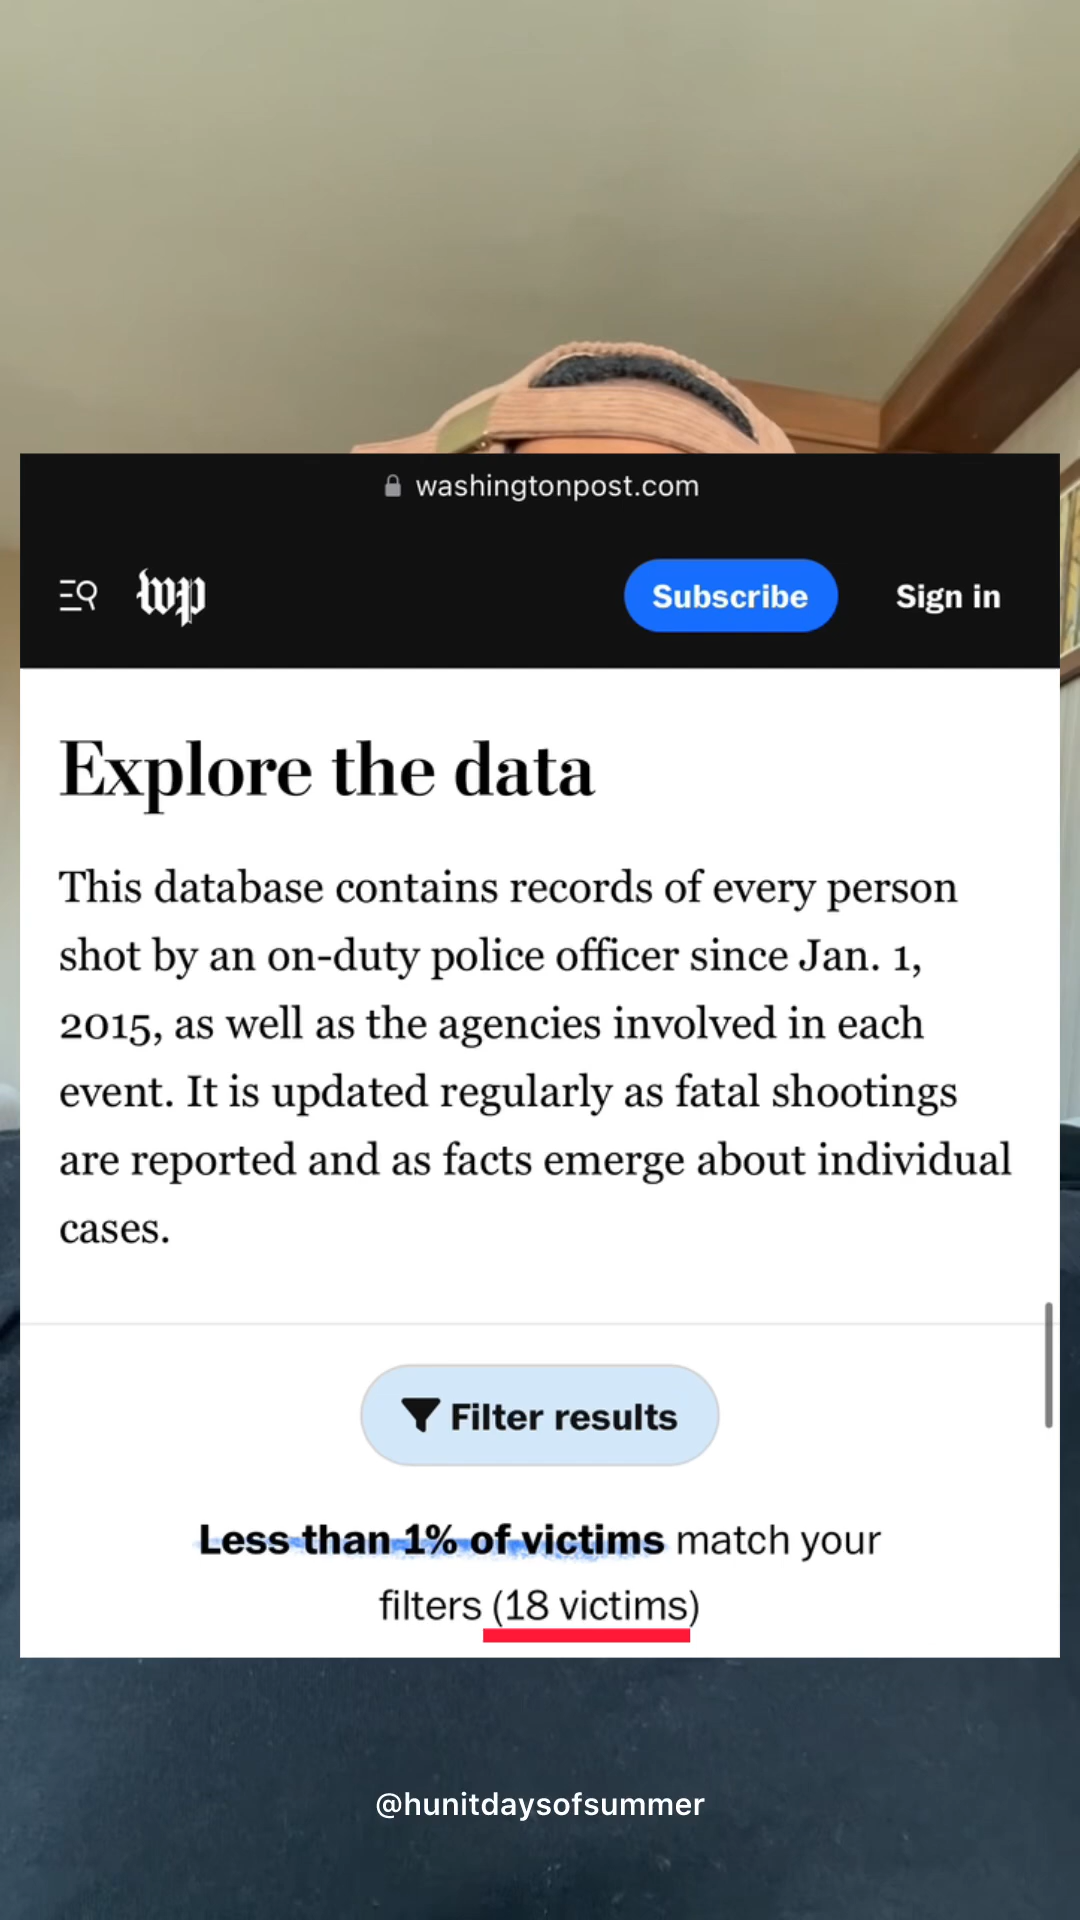 washingtonpost.com
wp
Subscribe
Sign in
Explore the data
This database contains records of every person
shot by an on-duty police officer since Jan. 1,
2015, as well as the agencies involved in each
event. It is updated regularly as fatal shootings
are reported and as facts emerge about individual
cases.
Filter results
Less than 1% of victims match your
filters (18 victims)
@hunitdaysofsummer